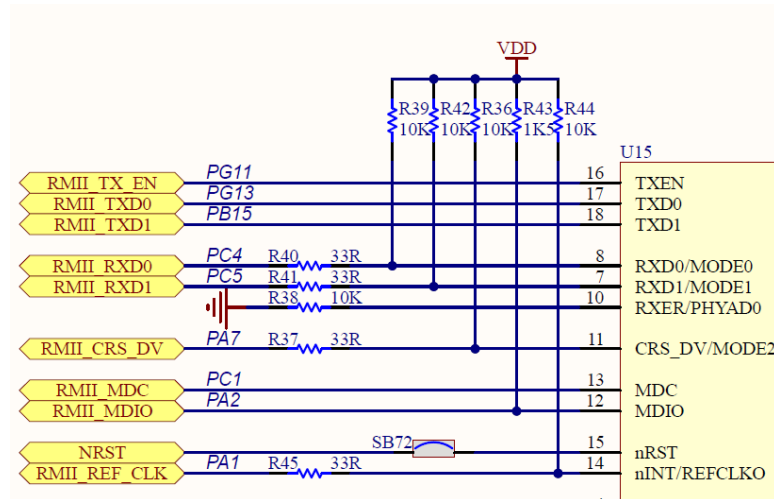 VDD
R39 R42 R36 R43 R44
10K 10K 10K 1K5 10K
U15
RMII_TX_EN PG11 16 TXEN
RMII_TXD0 PG13 17 TXD0
RMII_TXD1 PB15 18 TXD1
RMII_RXD0 PC4 R40 33R 8 RXD0/MODE0
RMII_RXD1 PC5 R41 33R 7 RXD1/MODE1
R38 10K 10 RXER/PHYAD0
RMII_CRS_DV PA7 R37 33R 11 CRS_DV/MODE2
RMII_MDC PC1 13 MDC
RMII_MDIO PA2 12 MDIO
NRST SB72 15 nRST
RMII_REF_CLK PA1 R45 33R 14 nINT/REFCLKO